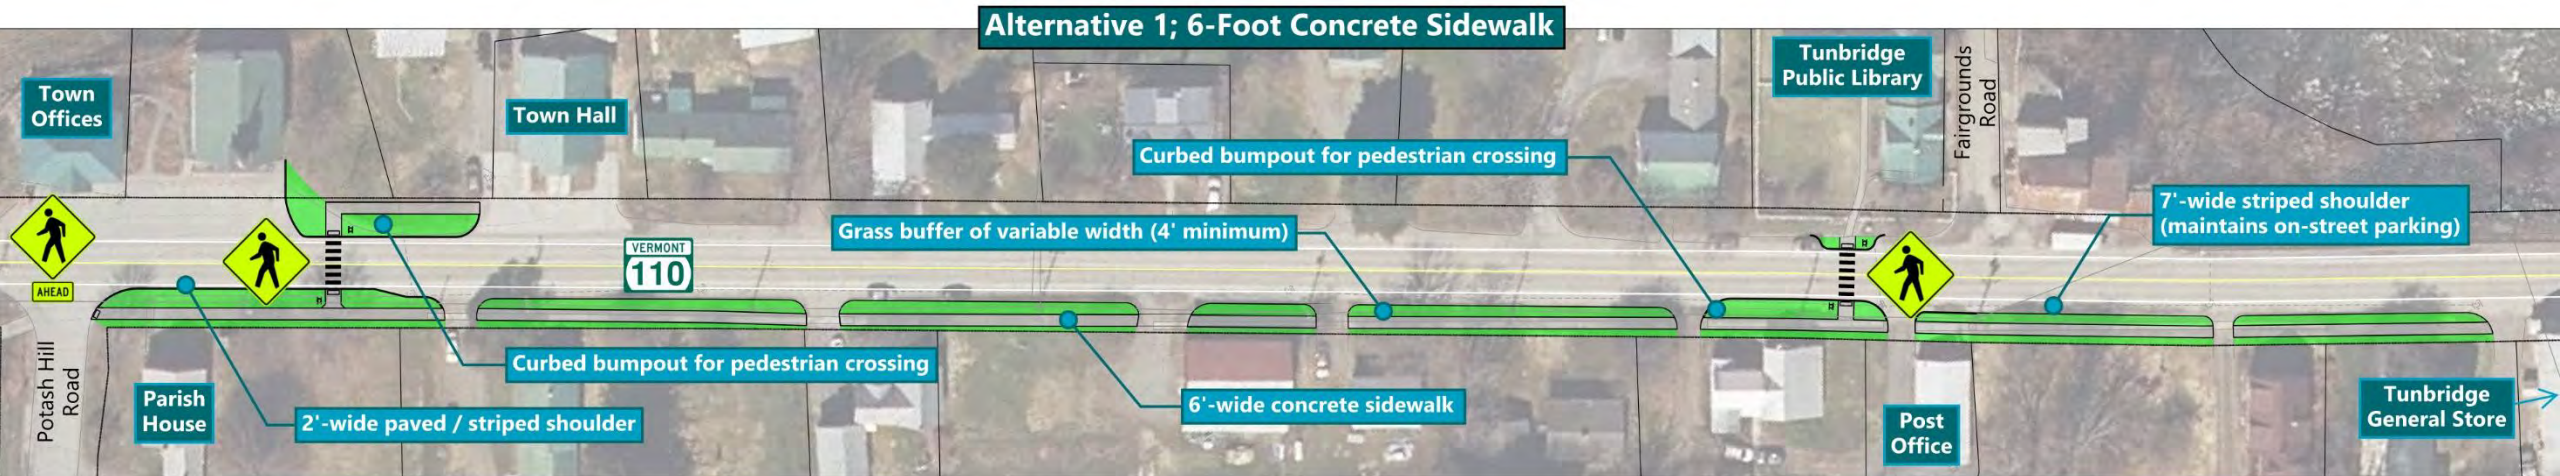 Alternative 1; 6-Foot Concrete Sidewalk
Town
Offices
Town Hall
Tunbridge
Public Library
Fairgrounds
Road
Curbed bumpout for pedestrian crossing
Grass buffer of variable width (4' minimum)
7'-wide striped shoulder
(maintains on-street parking)
VERMONT
110
AHEAD
Potash Hill
Road
Parish
House
Curbed bumpout for pedestrian crossing
2'-wide paved / striped shoulder
6'-wide concrete sidewalk
Post
Office
Tunbridge
General Store